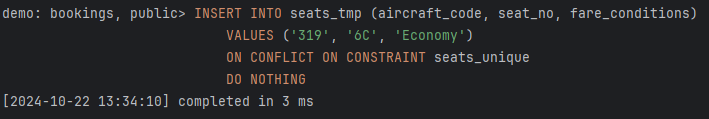 demo: bookings, public> INSERT INTO seats_tmp (aircraft_code, seat_no, fare_conditions)
VALUES ('319', '6C', 'Economy')
ON CONFLICT ON CONSTRAINT seats_unique
DO NOTHING
[2024-10-22 13:34:10] completed in 3 ms